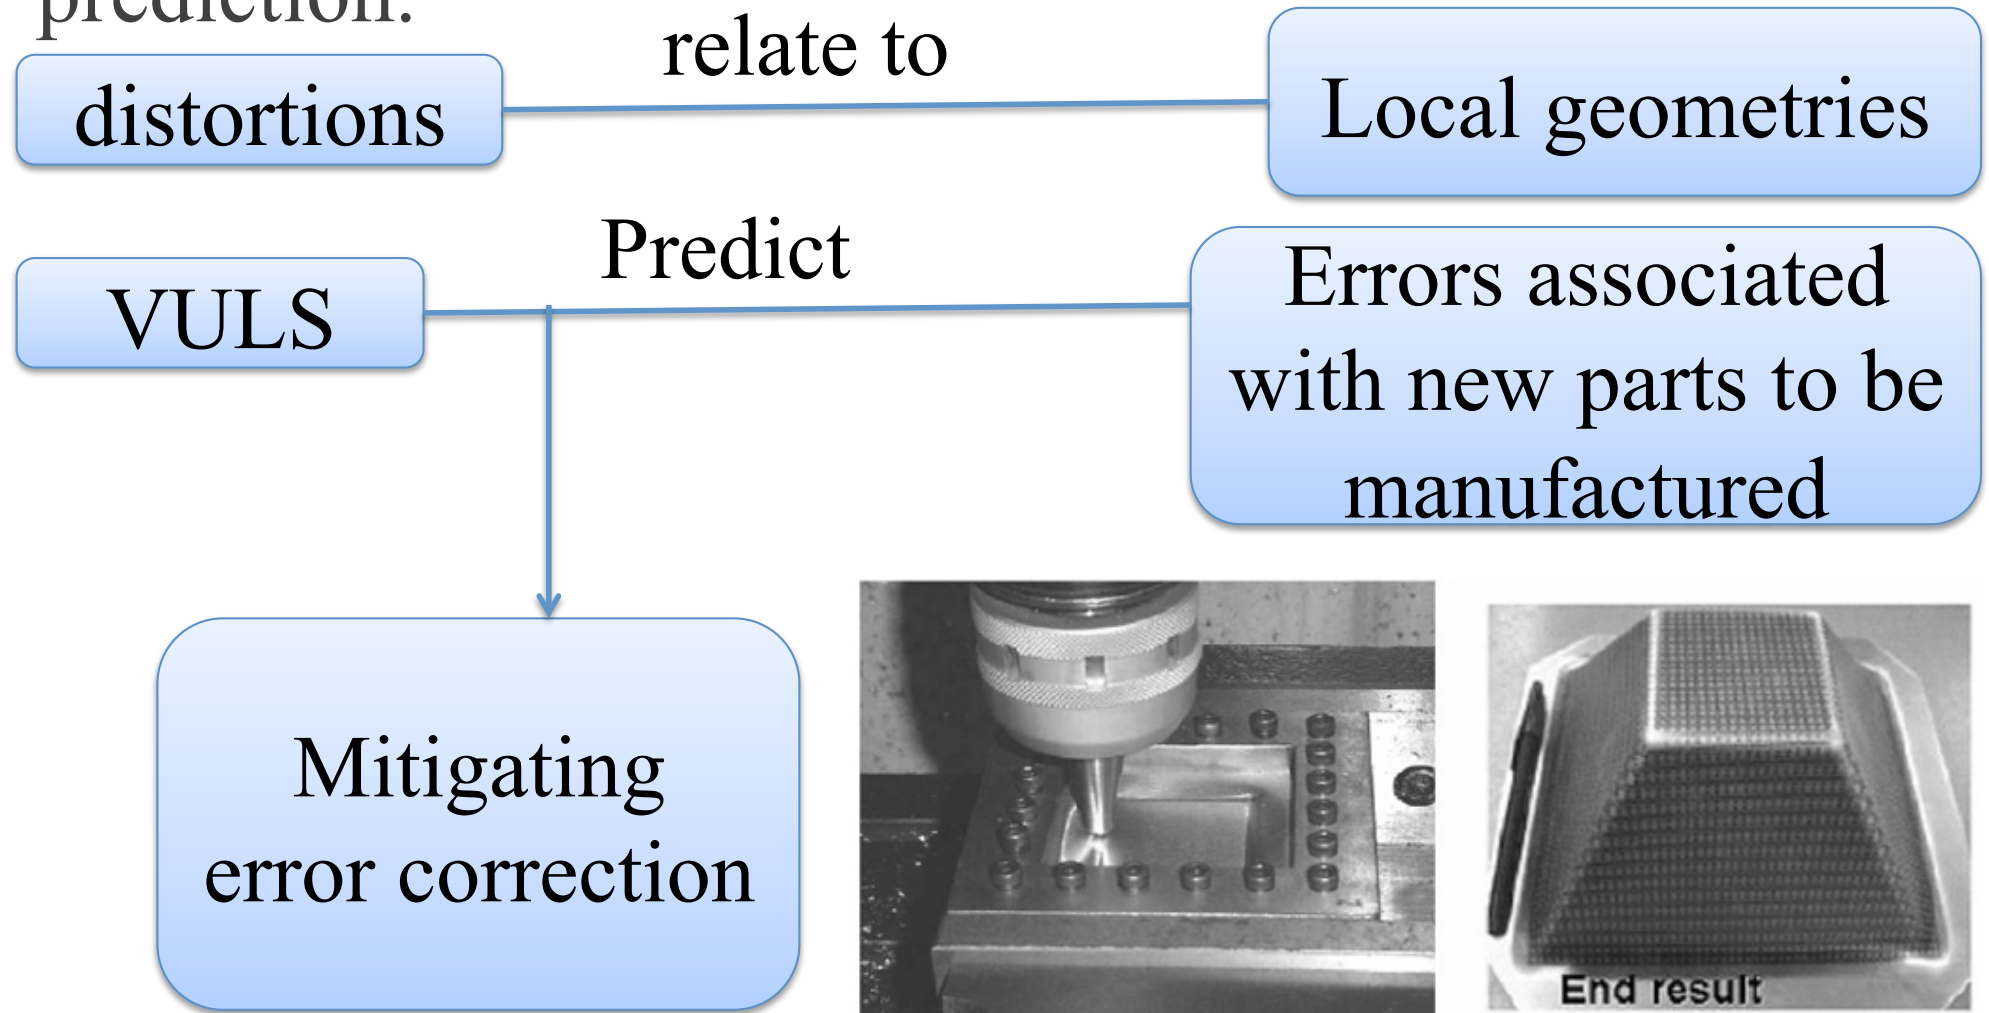 prediction.
relate to
distortions
Local geometries
Predict
VULS
Errors associated
with new parts to be
manufactured
Mitigating
error correction
End result